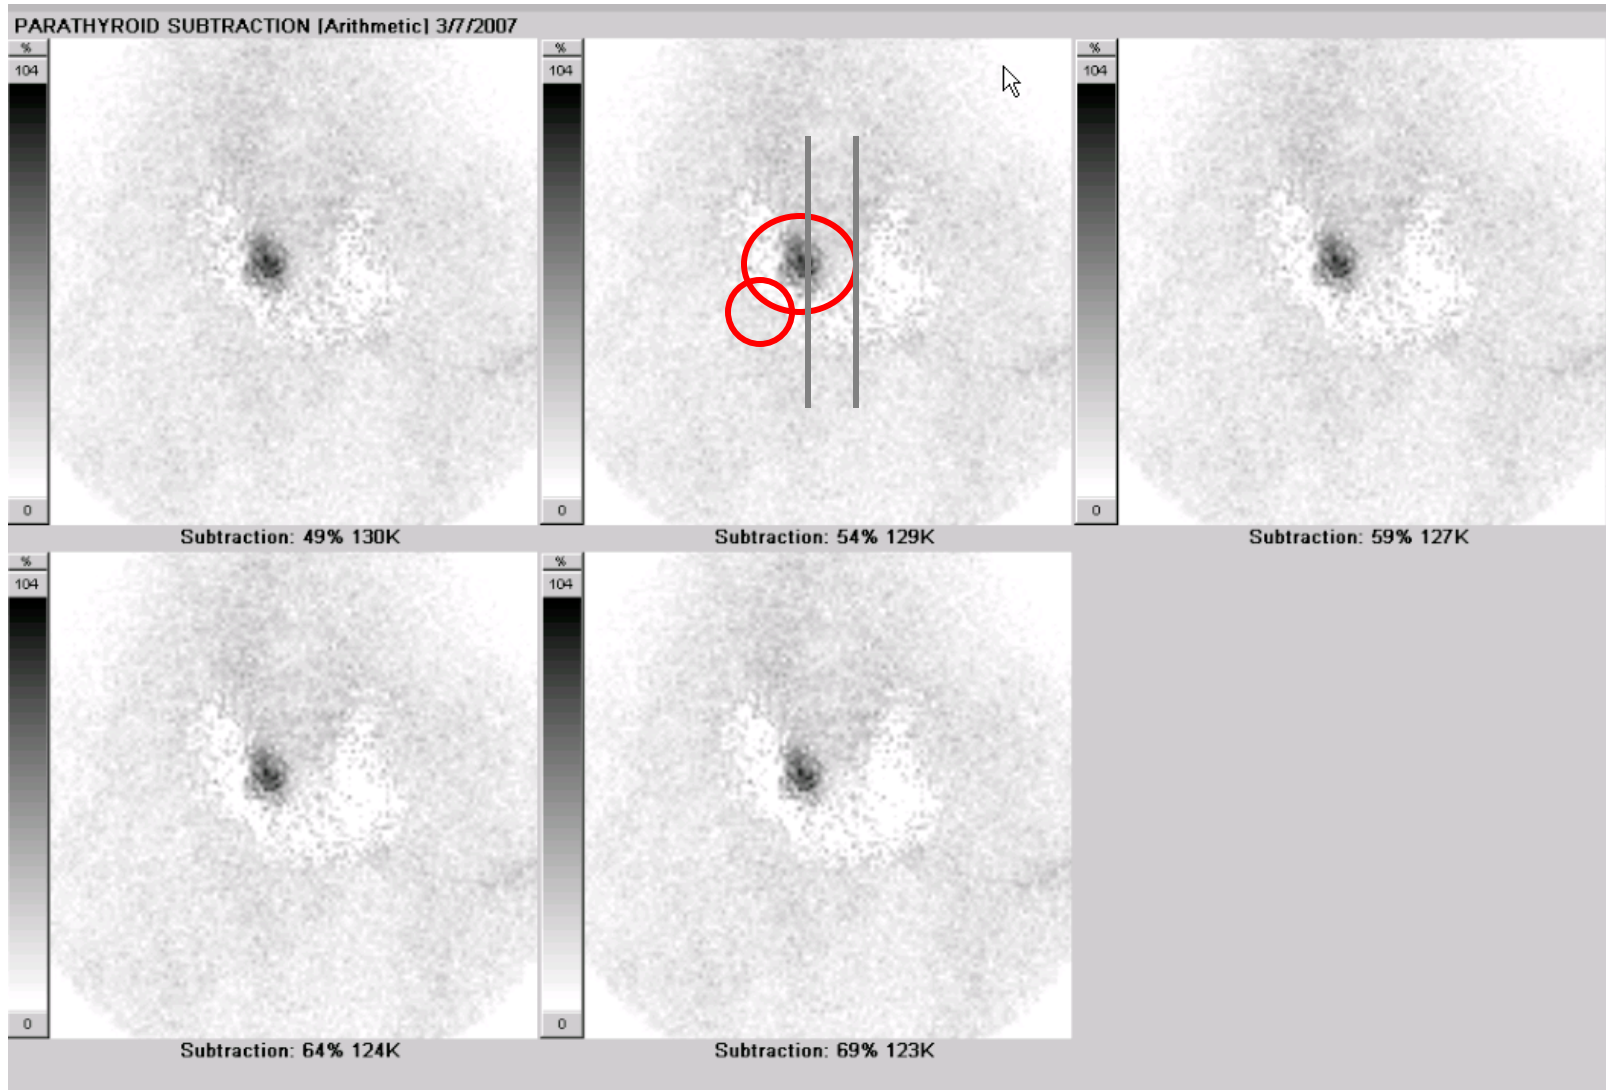 PARATHYROID SUBTRACTION [Arithmetic] 3/7/2007
% % %
104 104 104
0 0 0
Subtraction: 49% 130K Subtraction: 54% 129K Subtraction: 59% 127K
% %
104 104
0 0
Subtraction: 64% 124K Subtraction: 69% 123K